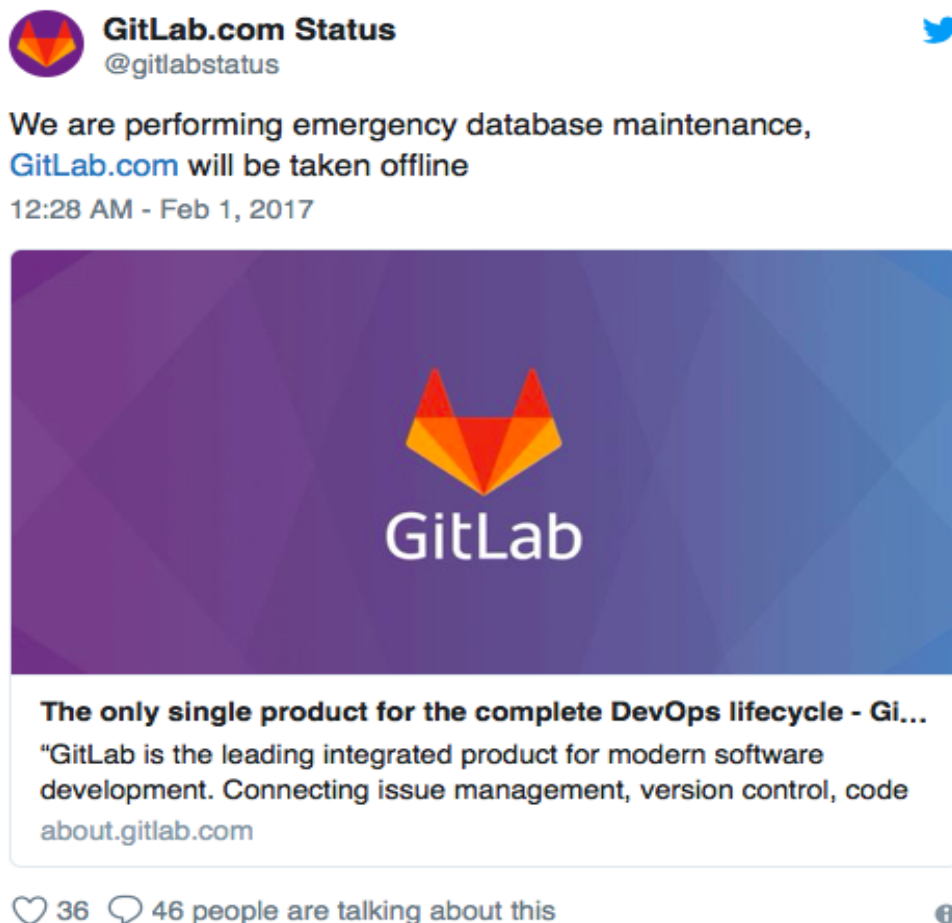 GitLab.com Status
@gitlabstatus
We are performing emergency database maintenance,
GitLab.com will be taken offline
12:28 AM - Feb 1, 2017
GitLab
The only single product for the complete DevOps lifecycle - Gi...
“GitLab is the leading integrated product for modern software
development. Connecting issue management, version control, code
about.gitlab.com
36 46 people are talking about this